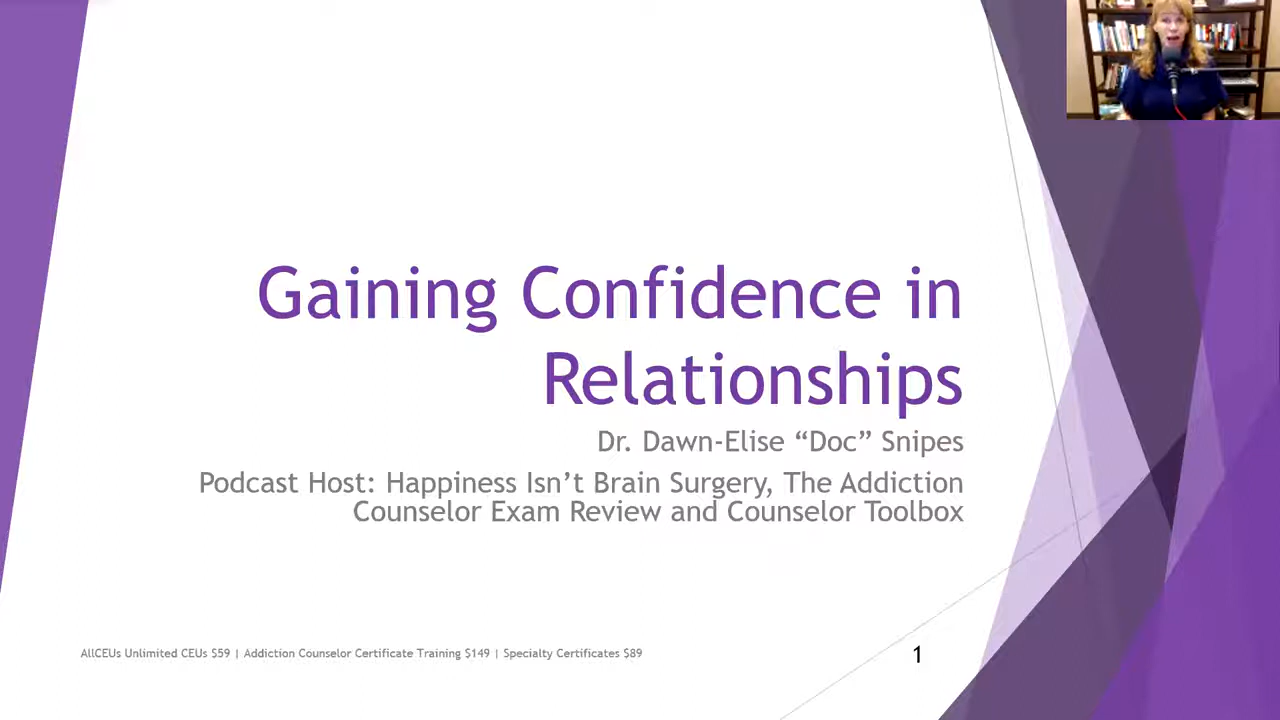 Gaining Confidence in
Relationships
Dr. Dawn-Elise “Doc” Snipes
Podcast Host: Happiness Isn’t Brain Surgery, The Addiction
Counselor Exam Review and Counselor Toolbox
AllCEUs Unlimited CEUs $59 | Addiction Counselor Certificate Training $149 | Specialty Certificates $89
1